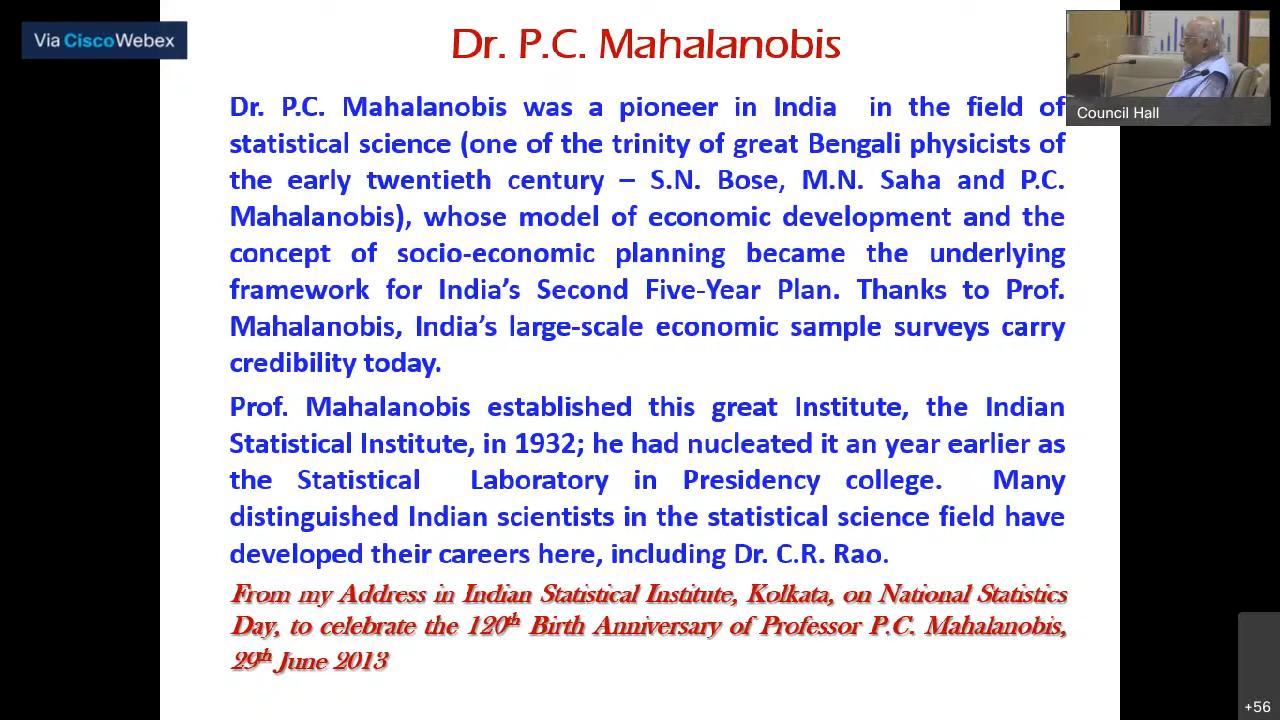 Via Cisco Webex
Dr. P.C. Mahalanobis
Council Hall
Dr. P.C. Mahalanobis was a pioneer in India in the field of
statistical science (one of the trinity of great Bengali physicists of
the early twentieth century – S.N. Bose, M.N. Saha and P.C.
Mahalanobis), whose model of economic development and the
concept of socio-economic planning became the underlying
framework for India’s Second Five-Year Plan. Thanks to Prof.
Mahalanobis, India’s large-scale economic sample surveys carry
credibility today.
Prof. Mahalanobis established this great Institute, the Indian
Statistical Institute, in 1932; he had nucleated it an year earlier as
the Statistical Laboratory in Presidency college. Many
distinguished Indian scientists in the statistical science field have
developed their careers here, including Dr. C.R. Rao.
From my Address in Indian Statistical Institute, Kolkata, on National Statistics
Day, to celebrate the 120th Birth Anniversary of Professor P.C. Mahalanobis,
29th June 2013
+56